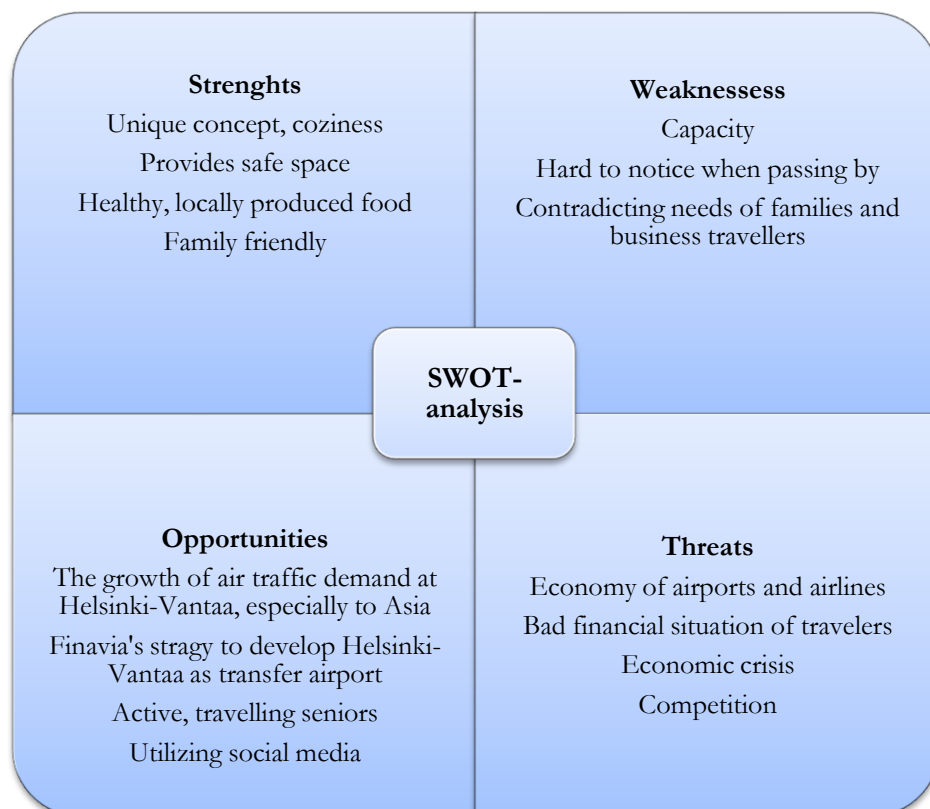 Strenghts
Unique concept, coziness
Provides safe space
Healthy, locally produced food
Family friendly
Weaknessess
Capacity
Hard to notice when passing by
Contradicting needs of families and
business travellers
SWOT-
analysis
Opportunities
The growth of air traffic demand at
Helsinki-Vantaa, especially to Asia
Finavia's stragy to develop Helsinki-
Vantaa as transfer airport
Active, travelling seniors
Utilizing social media
Threats
Economy of airports and airlines
Bad financial situation of travelers
Economic crisis
Competition